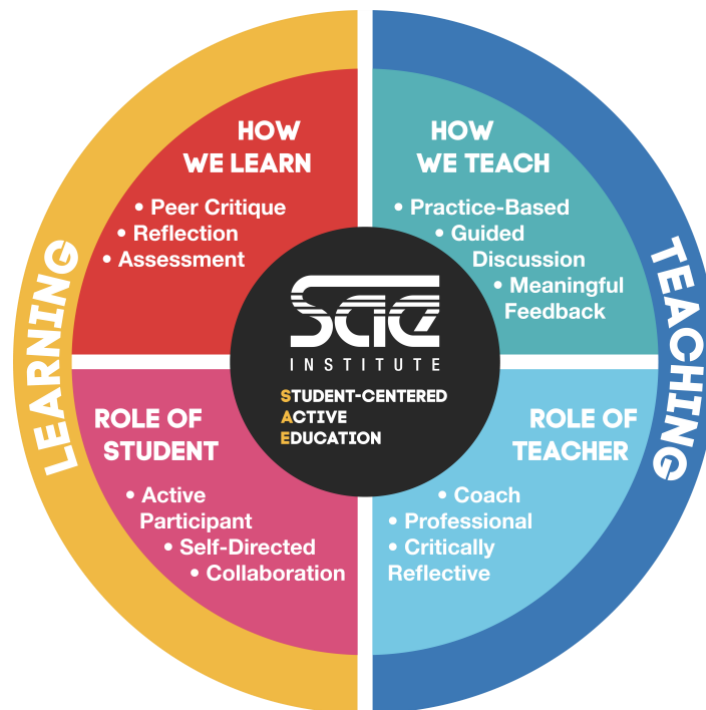 LEARNING
HOW
WE LEARN
• Peer Critique
• Reflection
• Assessment
HOW
WE TEACH
• Practice-Based
• Guided
Discussion
• Meaningful
Feedback
TEACHING
SAE
INSTITUTE
STUDENT-CENTERED
ACTIVE
EDUCATION
ROLE OF
STUDENT
• Active
Participant
• Self-Directed
• Collaboration
ROLE OF
TEACHER
• Coach
• Professional
• Critically
Reflective